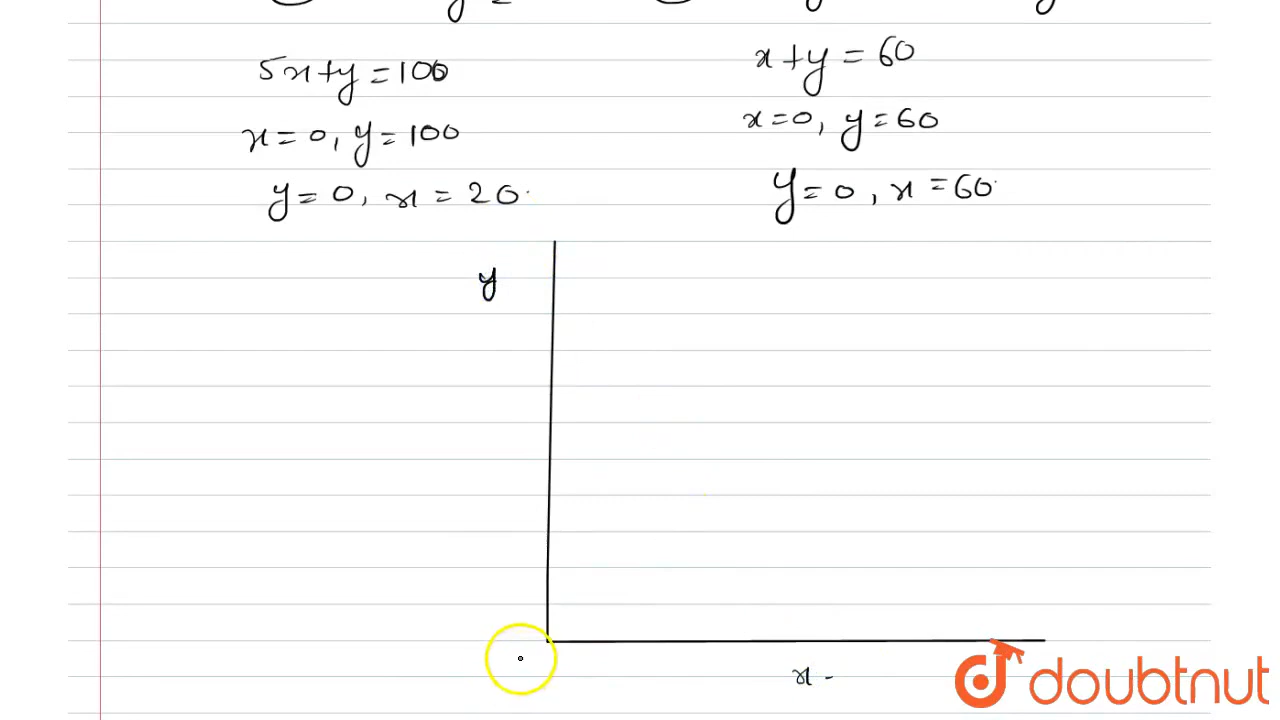 5x+y=100
x+y=60
x=0, y=100
x=0, y=60
y=0, x=20
y=0, x=60
y
x
doubtnut